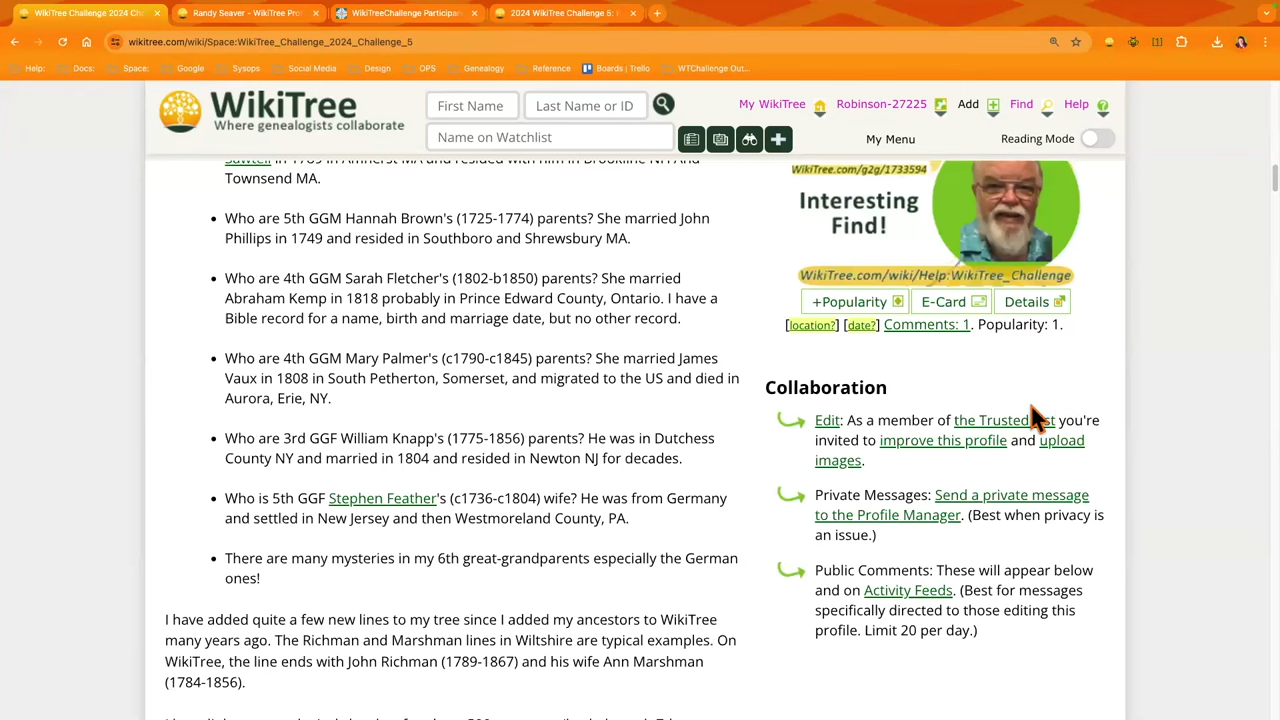 WikiTree Challenge 2024 Ch
Randy Seaver - WikiTree Pro
WikiTreeChallenge Participan
2024 WikiTree Challenge 5:
wikitree.com/wiki/Space:WikiTree_Challenge_2024_Challenge_5
Help: Docs: Space: Google Sysops Social Media Design OPS Genealogy Reference Boards | Trello WTChallenge Out...
WikiTree
Where genealogists collaborate
First Name Last Name or ID
Name on Watchlist
My WikiTree Robinson-27225 Add Find Help
My Menu Reading Mode
Sawtell in 1789 in Amherst MA and resided with him in Brookline NH And
Townsend MA.
• Who are 5th GGM Hannah Brown's (1725-1774) parents? She married John
Phillips in 1749 and resided in Southboro and Shrewsbury MA.
• Who are 4th GGM Sarah Fletcher's (1802-b1850) parents? She married
Abraham Kemp in 1818 probably in Prince Edward County, Ontario. I have a
Bible record for a name, birth and marriage date, but no other record.
• Who are 4th GGM Mary Palmer's (c1790-c1845) parents? She married James
Vaux in 1808 in South Petherton, Somerset, and migrated to the US and died in
Aurora, Erie, NY.
• Who are 3rd GGF William Knapp's (1775-1856) parents? He was in Dutchess
County NY and married in 1804 and resided in Newton NJ for decades.
• Who is 5th GGF Stephen Feather's (c1736-c1804) wife? He was from Germany
and settled in New Jersey and then Westmoreland County, PA.
• There are many mysteries in my 6th great-grandparents especially the German
ones!
I have added quite a few new lines to my tree since I added my ancestors to WikiTree
many years ago. The Richman and Marshman lines in Wiltshire are typical examples. On
WikiTree, the line ends with John Richman (1789-1867) and his wife Ann Marshman
(1784-1856).
WikiTree.com/g2g/1733594
Interesting
Find!
WikiTree.com/wiki/Help:WikiTree_Challenge
+Popularity E-Card Details
[location?] [date?] Comments: 1. Popularity: 1.
Collaboration
Edit: As a member of the Trusted st you're
invited to improve this profile and upload
images.
Private Messages: Send a private message
to the Profile Manager. (Best when privacy is
an issue.)
Public Comments: These will appear below
and on Activity Feeds. (Best for messages
specifically directed to those editing this
profile. Limit 20 per day.)